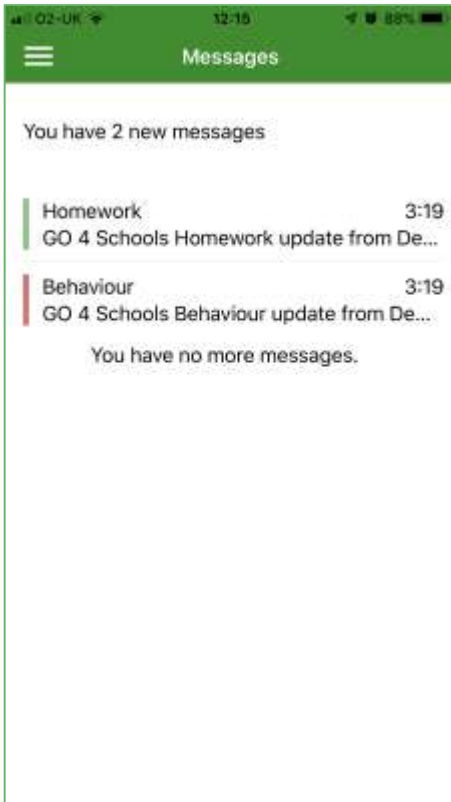 O2-UK 12:15 88%
Messages
You have 2 new messages
Homework 3:19
GO 4 Schools Homework update from De...
Behaviour 3:19
GO 4 Schools Behaviour update from De...
You have no more messages.